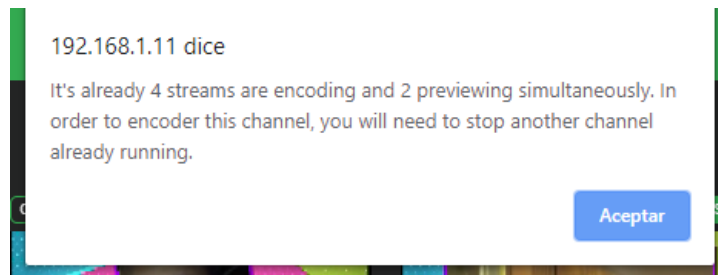 192.168.1.11 dice
It's already 4 streams are encoding and 2 previewing simultaneously. In
order to encoder this channel, you will need to stop another channel
already running.
Aceptar